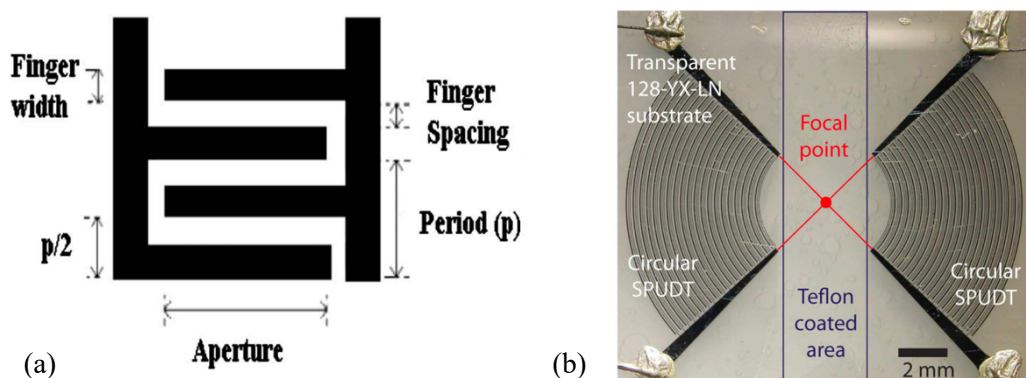 Finger
width
Finger
Spacing
Period (p)
p/2
Aperture
(a)
Transparent
128-YX-LN
substrate
Focal
point
Circular
SPUDT
Circular
SPUDT
Teflon
coated
area
2 mm
(b)